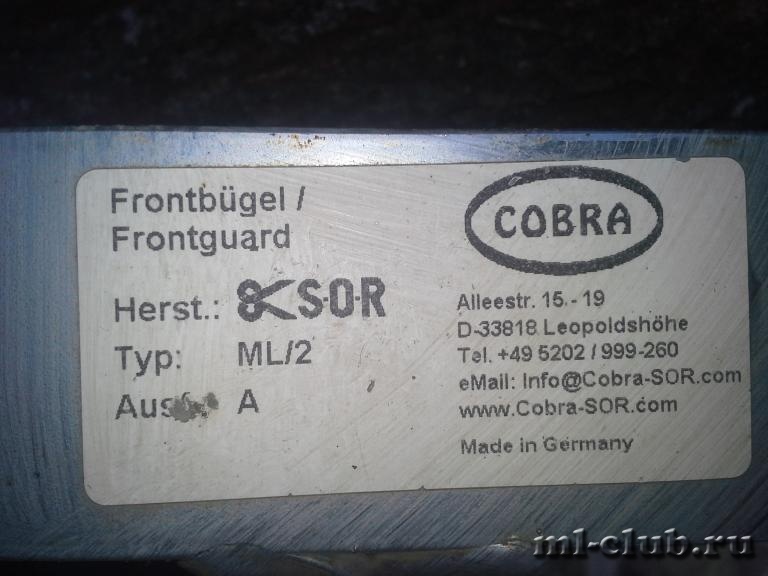 Frontbügel /
Frontguard
Herst.: S·O·R
Typ: ML/2
A
COBRA
Alleestr. 15.- 19
D-33818 Leopoldshöhe
Tel. +49 5202 / 999-260
eMail: Info@Cobra-SOR.com
www.Cobra-SOR.com
Made in Germany
ml-club.ru